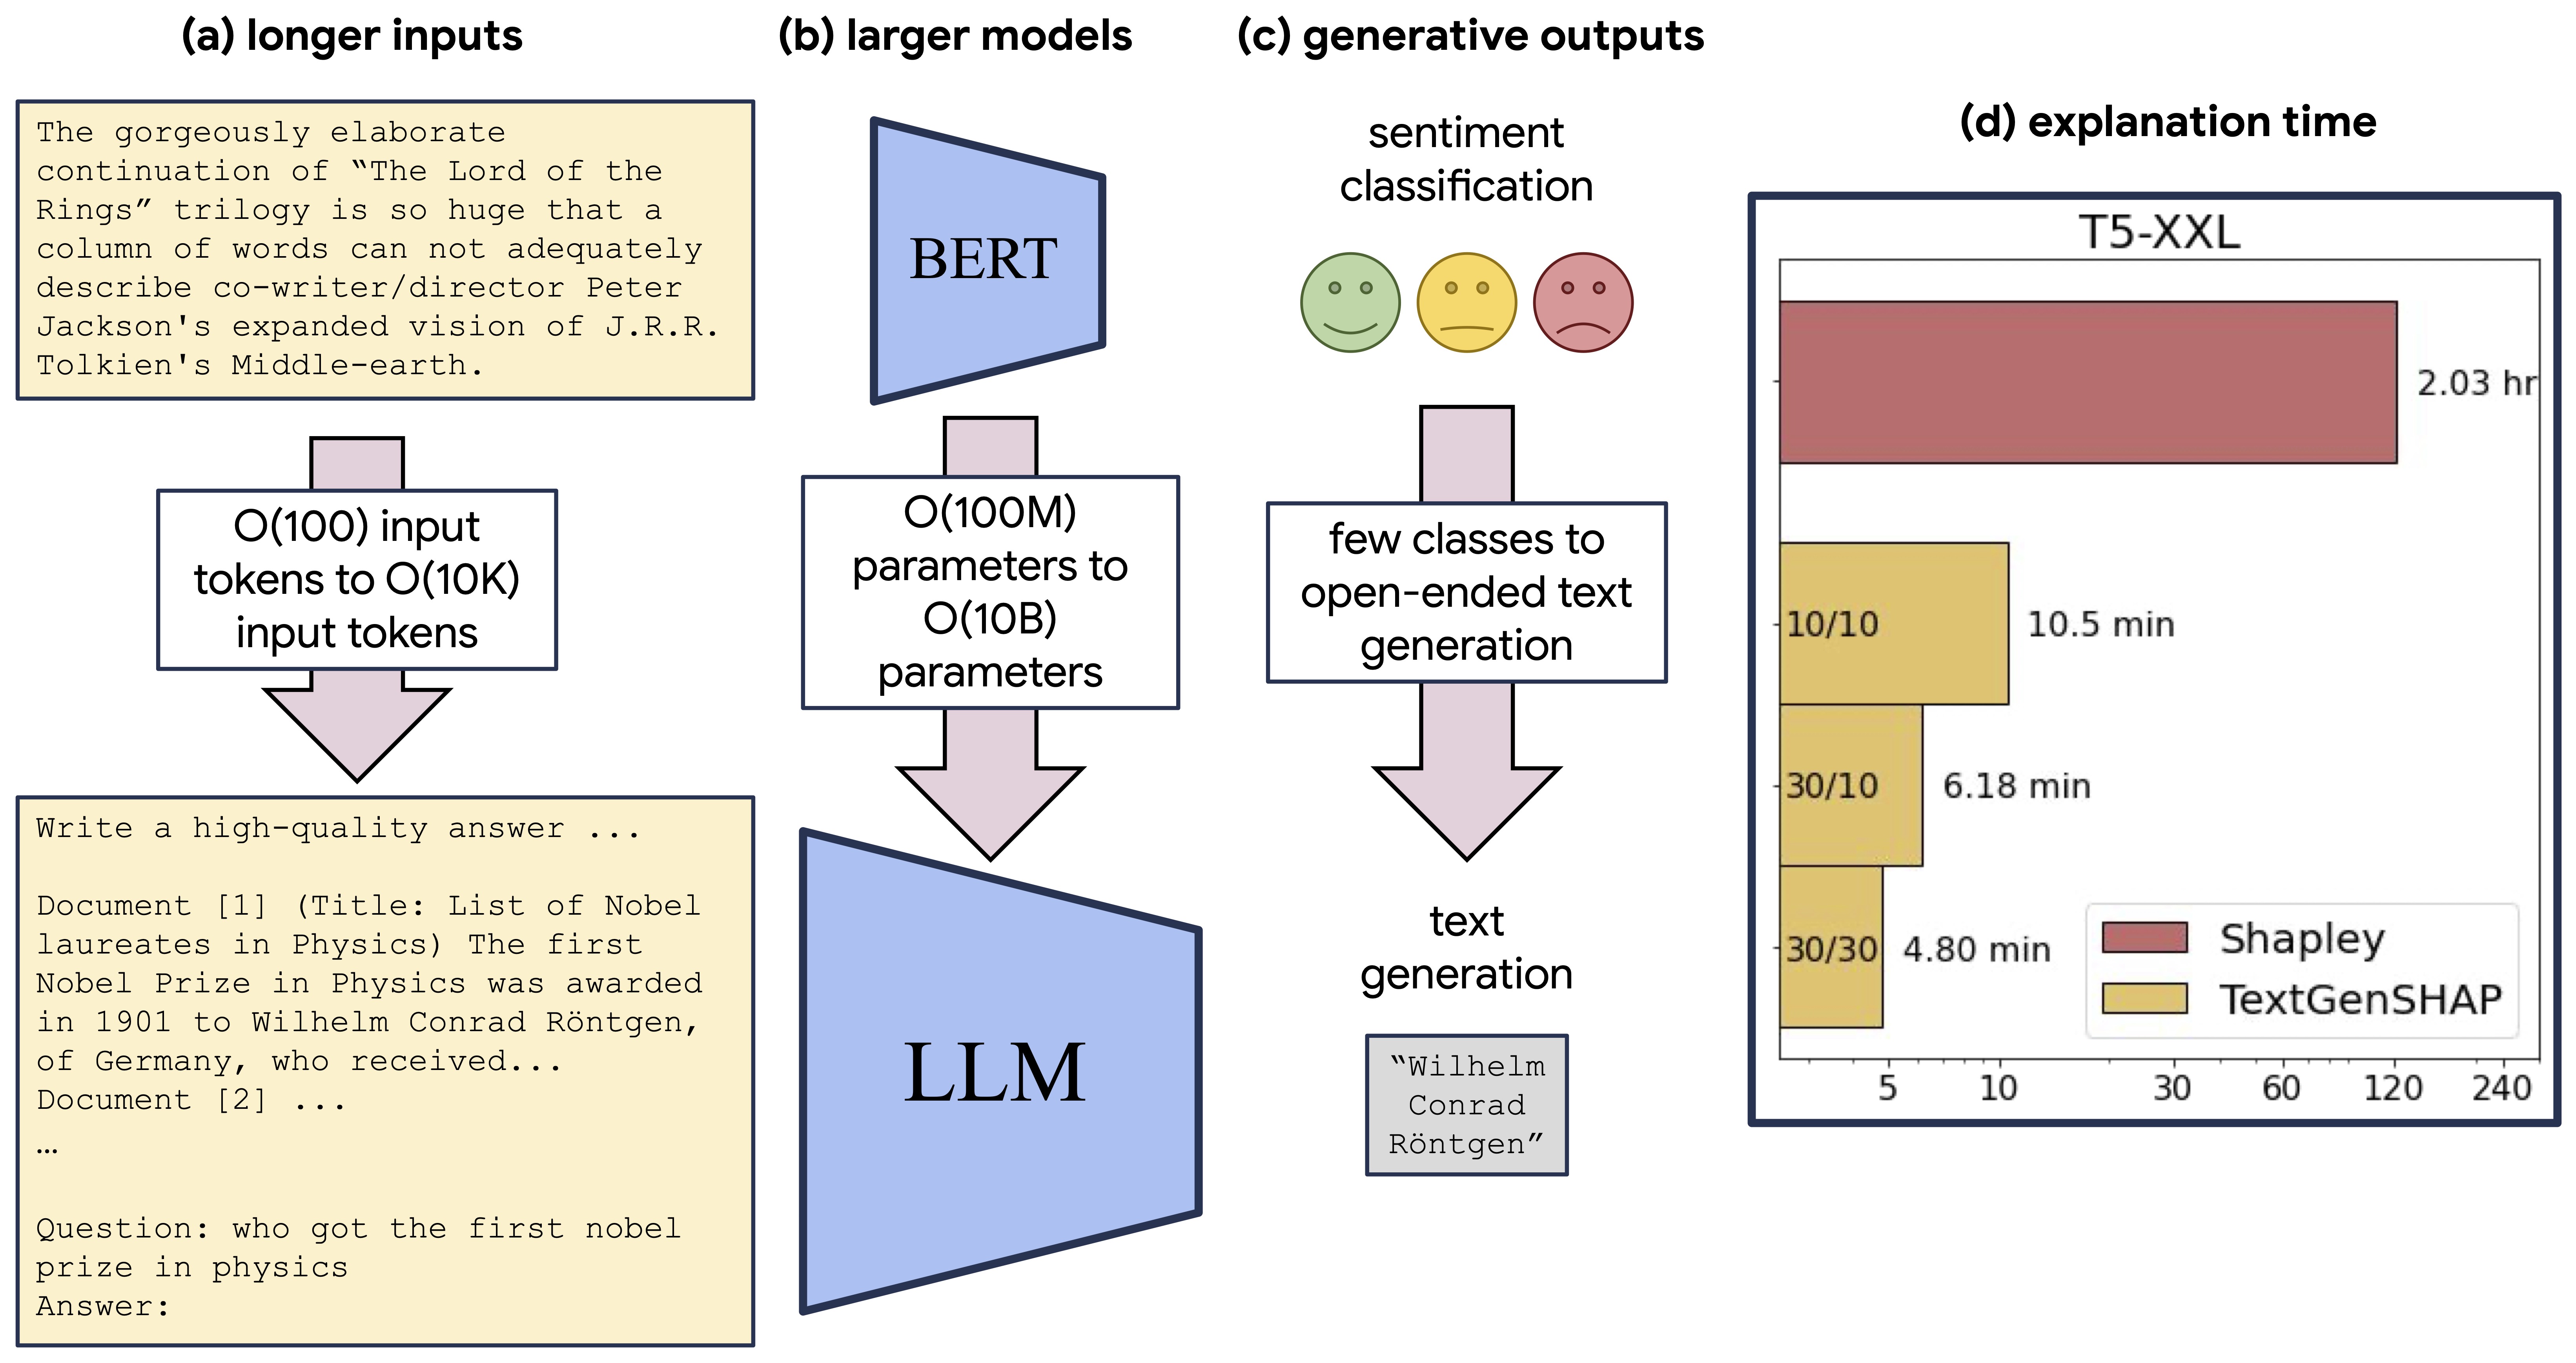 (a) longer inputs
The gorgeously elaborate
continuation of “The Lord of the
Rings” trilogy is so huge that a
column of words can not adequately
describe co-writer/director Peter
Jackson's expanded vision of J.R.R.
Tolkien's Middle-earth.
O(100) input
tokens to O(10K)
input tokens
Write a high-quality answer ...
Document [1] (Title: List of Nobel
laureates in Physics) The first
Nobel Prize in Physics was awarded
in 1901 to Wilhelm Conrad Röntgen,
of Germany, who received...
Document [2] ...
…
Question: who got the first nobel
prize in physics
Answer:
(b) larger models
BERT
O(100M)
parameters to
O(10B)
parameters
LLM
(c) generative outputs
sentiment
classification
few classes to
open-ended text
generation
text
generation
“Wilhelm
Conrad
Röntgen”
(d) explanation time
T5-XXL
2.03 hr
10/10 10.5 min
30/10 6.18 min
30/30 4.80 min
Shapley
TextGenSHAP
5 10 30 60 120 240